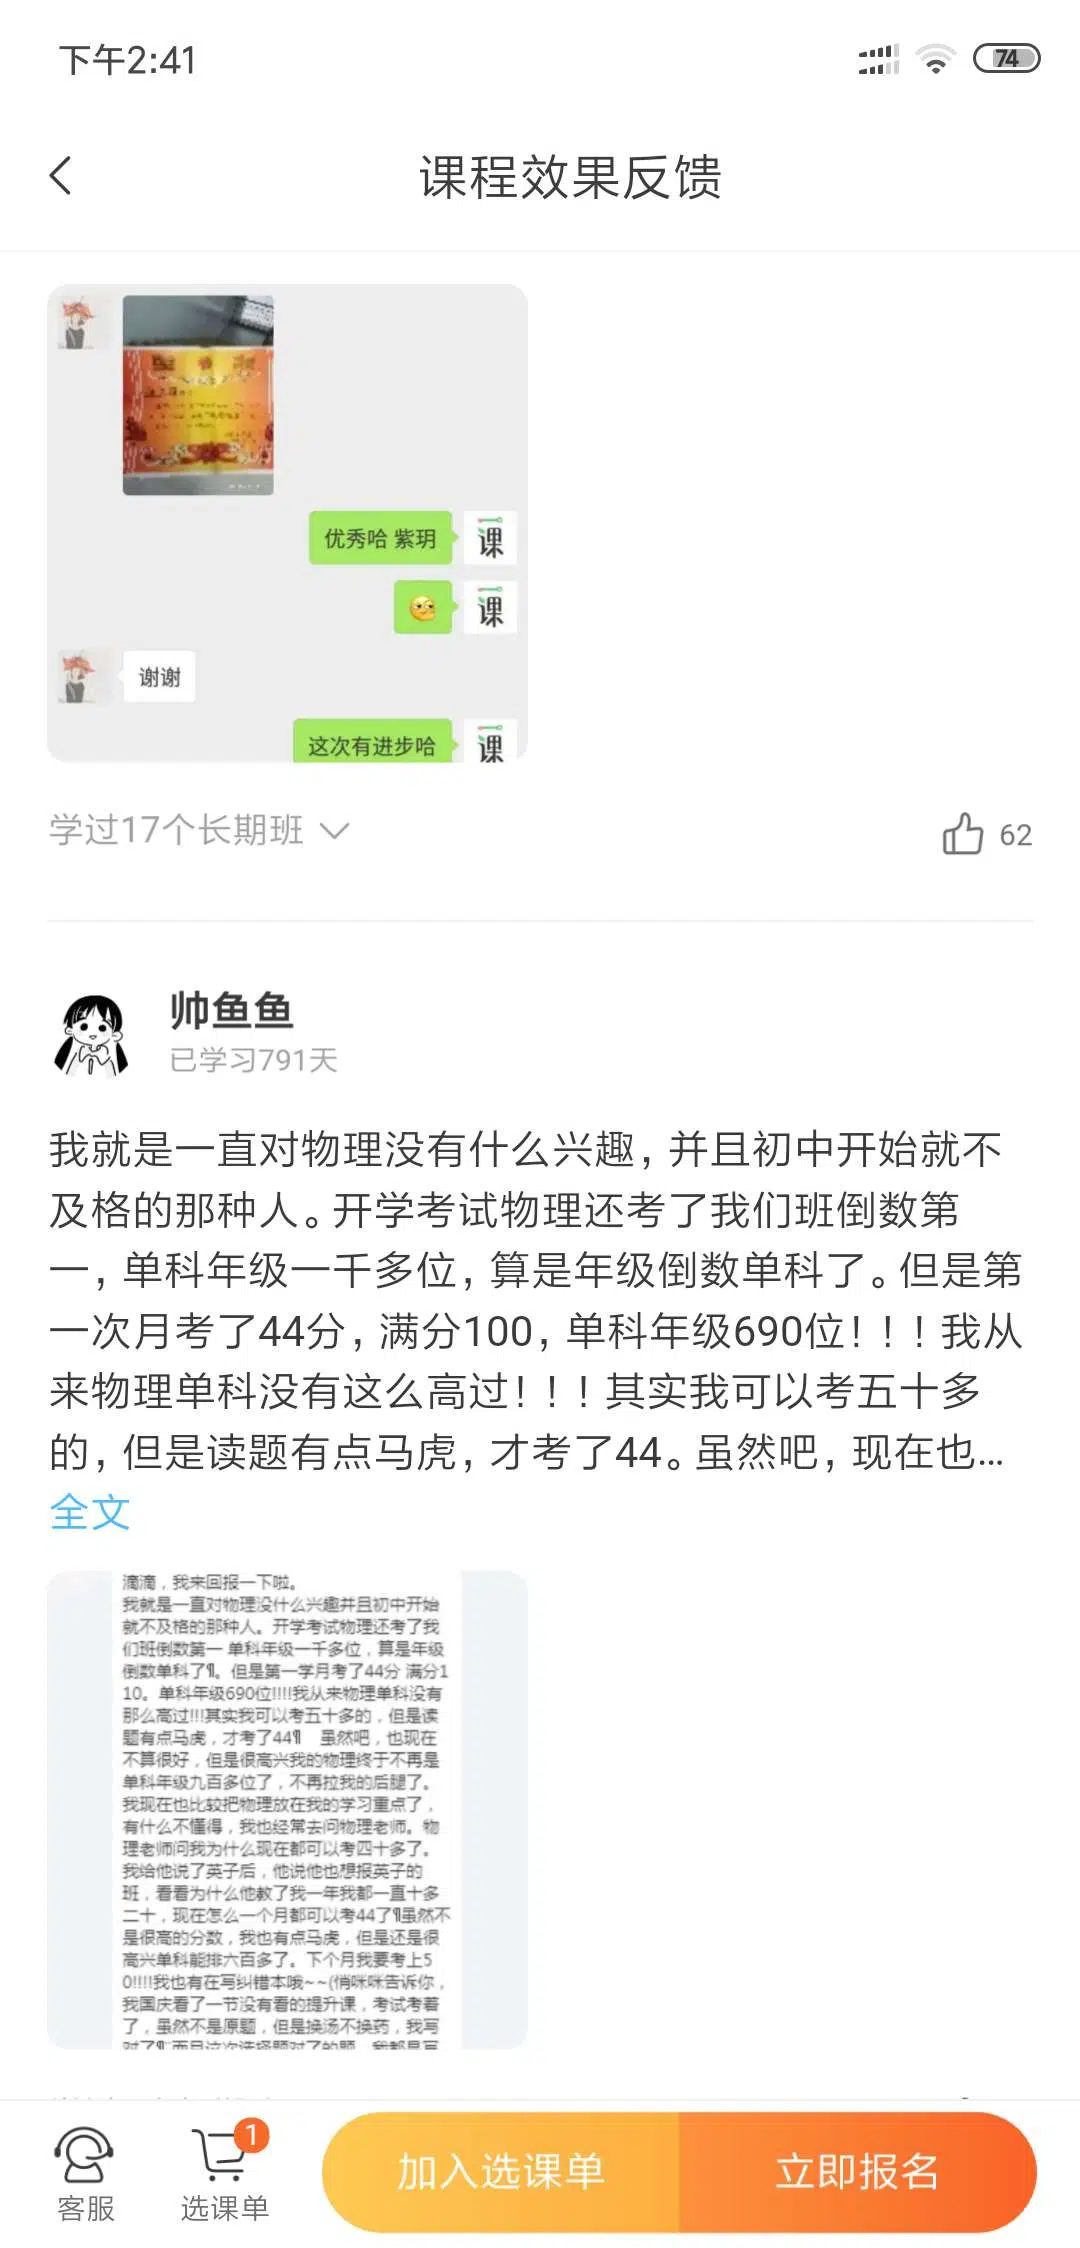 下午2:41
74
课程效果反馈
优秀哈 紫玥
课
课
谢谢
这次有进步哈
课
学过17个长期班
62
帅鱼鱼
已学习791天
我就是一直对物理没有什么兴趣，并且初中开始就不
及格的那种人。开学考试物理还考了我们班倒数第
一，单科年级一千多位，算是年级倒数单科了。但是第
一次月考了44分，满分100，单科年级690位！！！我从
来物理单科没有这么高过！！！其实我可以考五十多
的，但是读题有点马虎，才考了44。虽然吧，现在也...
全文
滴滴，我来回报一下啦。
我就是一直对物理没什么兴趣并且初中开始
就不及格的那种人。开学考试物理还考了我
们班倒数第一 单科年级一千多位，算是年级
倒数单科了¶。但是第一学月考了44分 满分1
10。单科年级690位!!!!我从来物理单科没有
那么高过!!!其实我可以考五十多的，但是读
题有点马虎，才考了44¶ 虽然吧，也现在
不算很好，但是很高兴我的物理终于不再是
单科年级九百多位了，不再拉我的后腿了。
我现在也比较把物理放在我的学习重点了，
有什么不懂得，我也经常去问物理老师。物
理老师问我为什么现在都可以考四十多了。
我给他说了英子后，他说他也想报英子的
班，看看为什么他教了我一年我都一直十多
二十，现在怎么一个月都可以考44了¶虽然不
是很高的分数，我也有点马虎，但是还是很
高兴单科能排六百多了。下个月我要考上5
0!!!!我也有在写纠错本哦~~(俏咪咪告诉你，
我国庆看了一节没有看的提升课，考试考着
了，虽然不是原题，但是换汤不换药，我写
对了¶而且这次选择题对了的题，我都是写
客服
1
选课单
加入选课单
立即报名